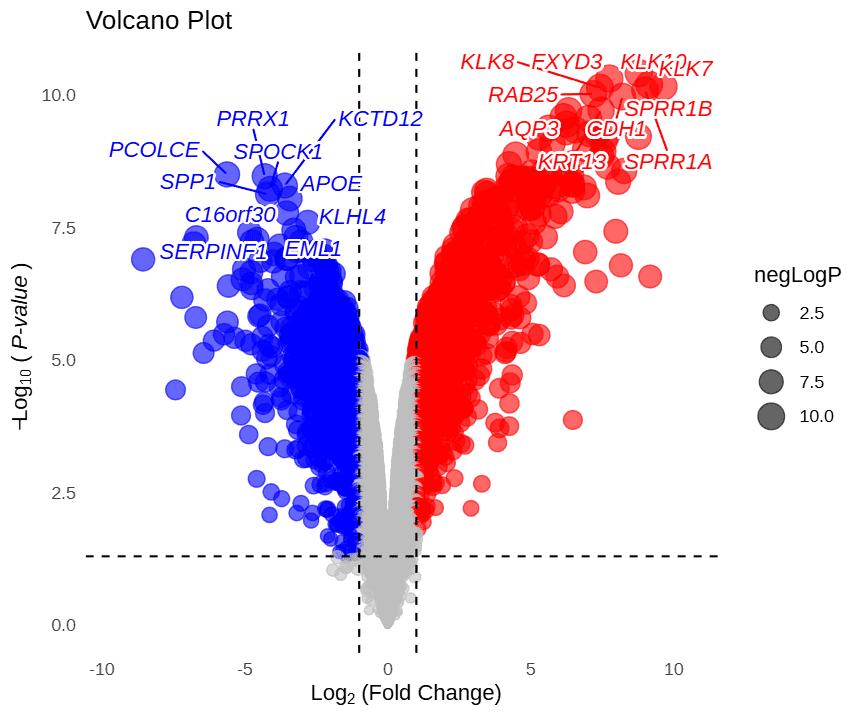 Volcano Plot
KLK8 FXYD3 KLK10 KLK7
RAB25
SPRR1B
AQP3 CDH1
KRT13 SPRR1A
PRRX1 KCTD12
PCOLCE SPOCK1
SPP1 APOE
C16orf30 KLHL4
SERPINF1 EML1
10.0
7.5
5.0
2.5
0.0
−Log10 ( P-value )
-10 -5 0 5 10
Log2 (Fold Change)
negLogP
2.5
5.0
7.5
10.0